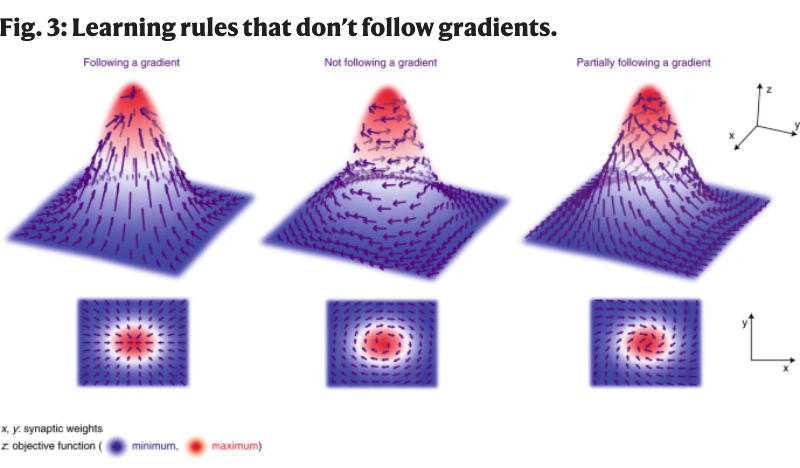 Fig. 3: Learning rules that don’t follow gradients.
Following a gradient
Not following a gradient
Partially following a gradient
z
x
y
y
x
x, y: synaptic weights
z: objective function ( minimum, maximum)